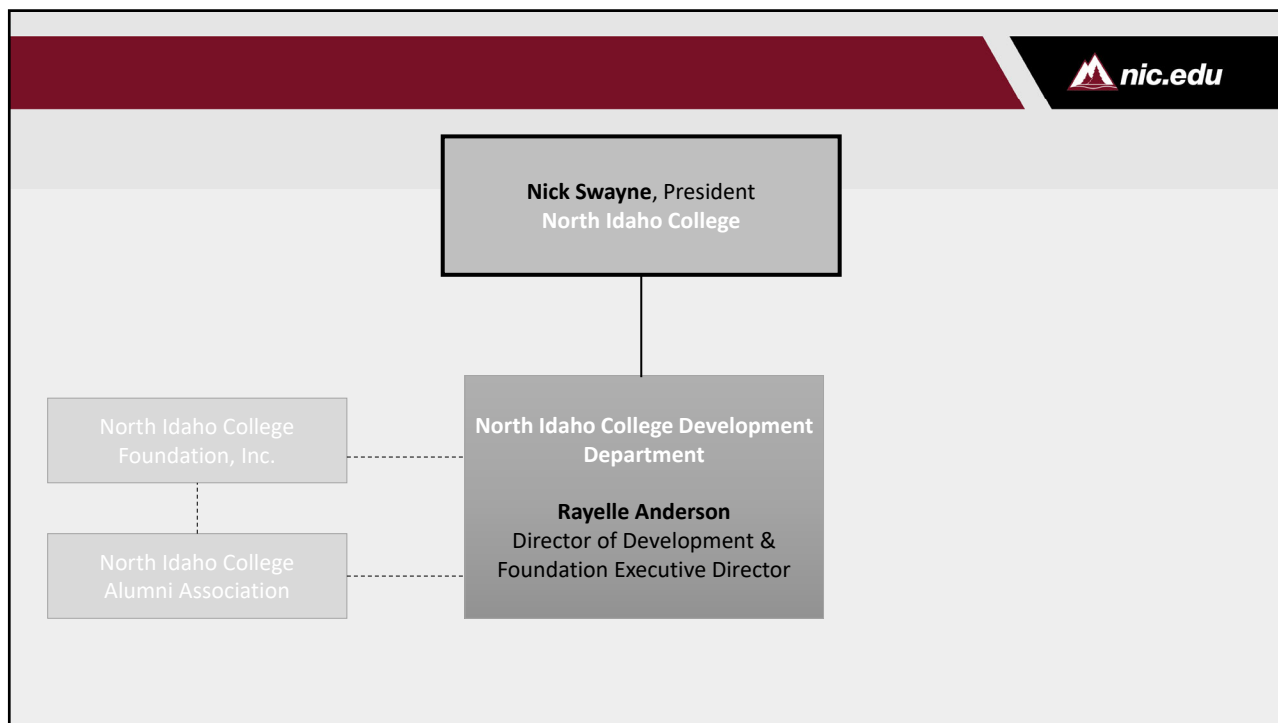 nic.edu
Nick Swayne, President
North Idaho College
North Idaho College
Foundation, Inc.
North Idaho College
Alumni Association
North Idaho College Development
Department
Rayelle Anderson
Director of Development &
Foundation Executive Director